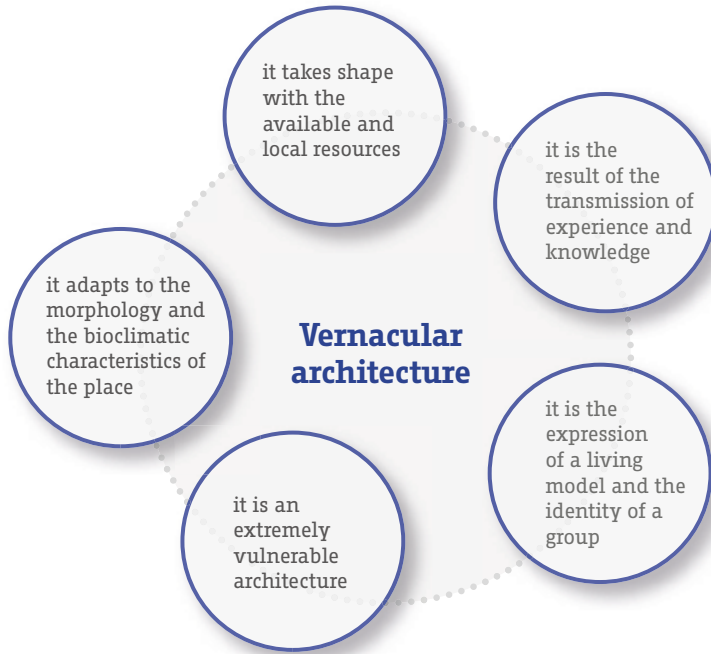 it takes shape
with the
available and
local resources
it is the
result of the
transmission of
experience and
knowledge
it adapts to the
morphology and
the bioclimatic
characteristics of
the place
Vernacular
architecture
it is the
expression
of a living
model and the
identity of a
group
it is an
extremely
vulnerable
architecture